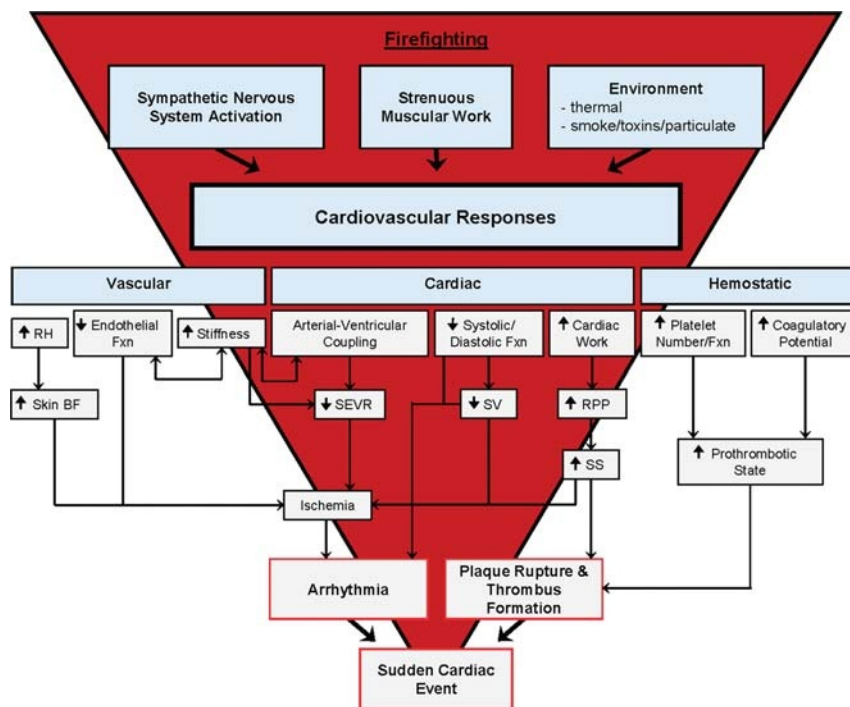 Firefighting
Sympathetic Nervous
System Activation
Strenuous
Muscular Work
Environment
- thermal
- smoke/toxins/particulate
Cardiovascular Responses
Vascular
Cardiac
Hemostatic
↑ RH
↓ Endothelial
Fxn
↑ Stiffness
Arterial-Ventricular
Coupling
↓ Systolic/
Diastolic Fxn
↑ Cardiac
Work
↑ Platelet
Number/Fxn
↑ Coagulatory
Potential
↑ Skin BF
↓ SEVR
↓ SV
↑ RPP
↑ SS
↑ Prothrombotic
State
Ischemia
Arrhythmia
Plaque Rupture &
Thrombus
Formation
Sudden Cardiac
Event